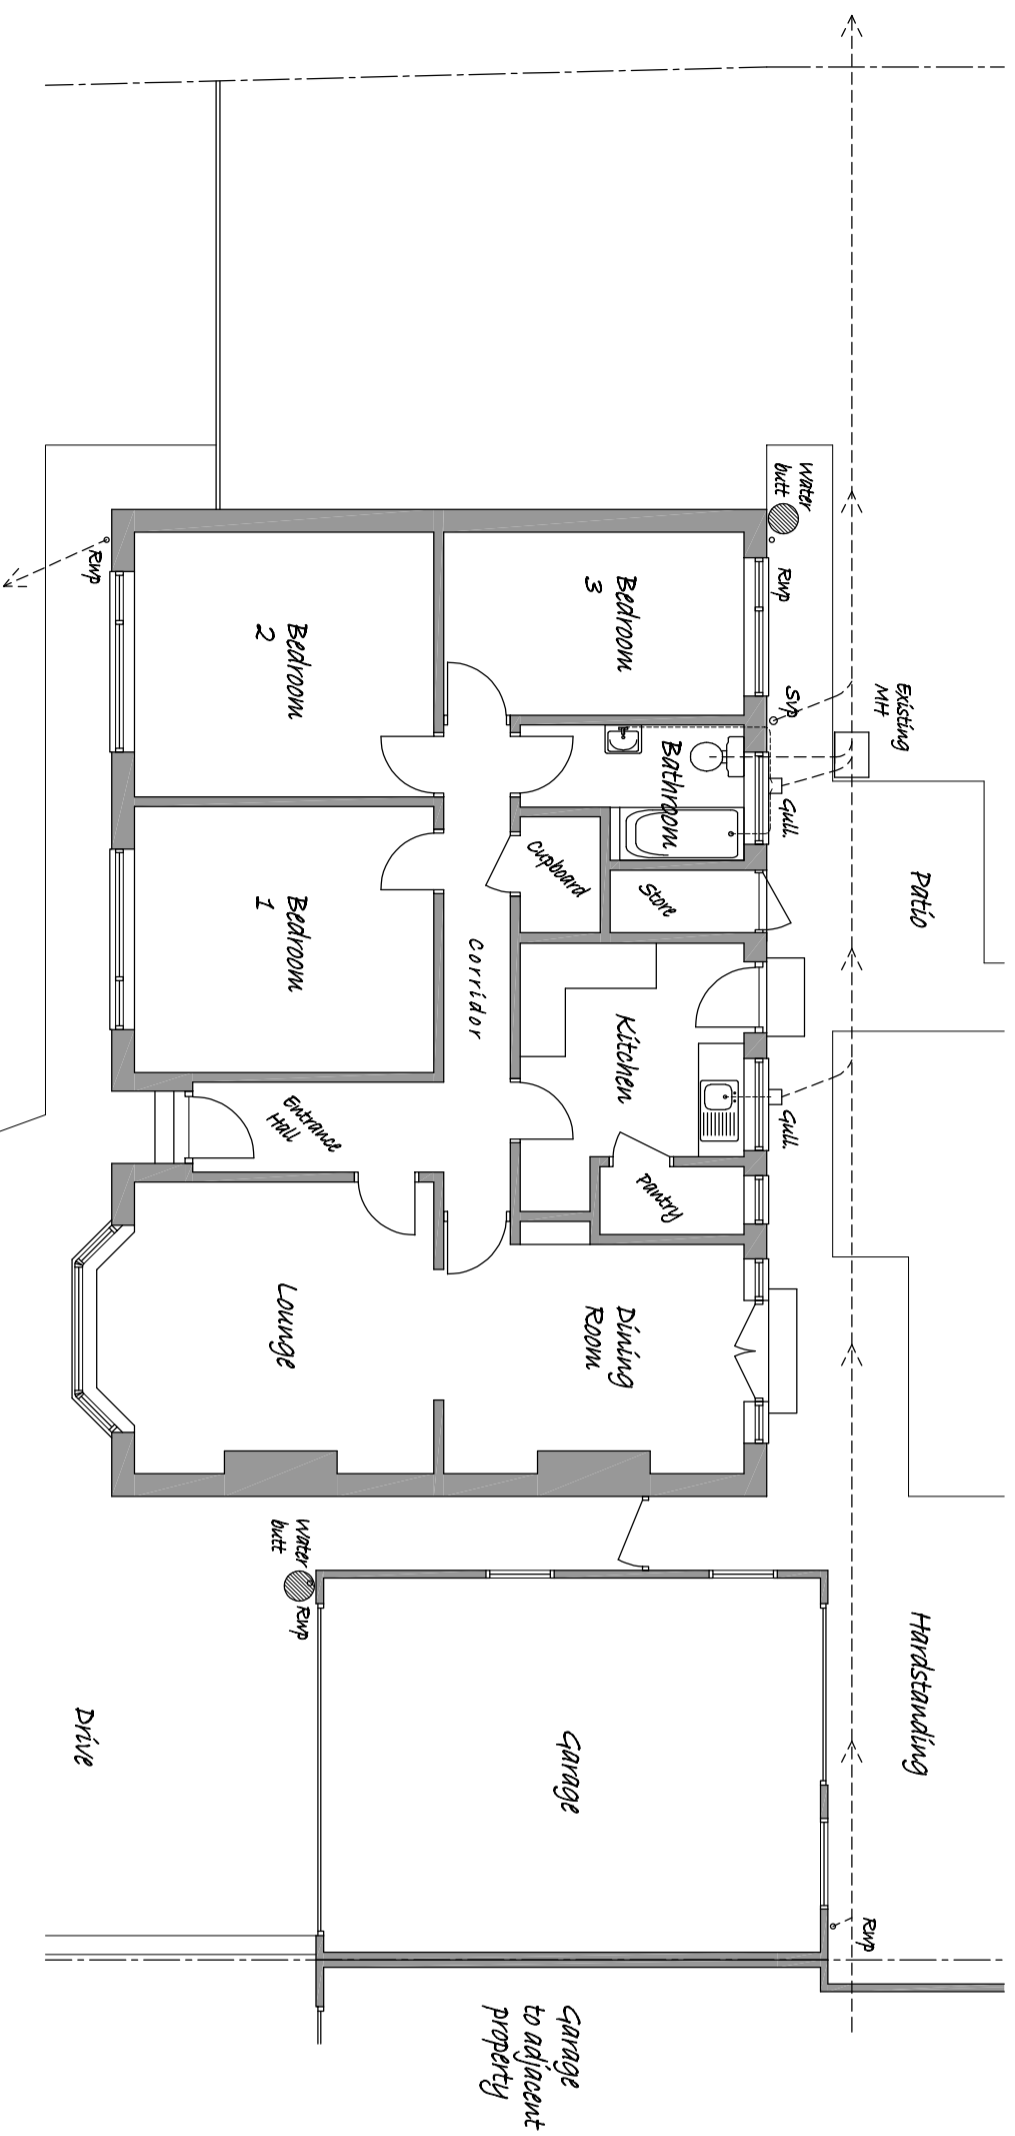 Water
butt
Rwp
Existing
MH
Svp
Gull.
Patio
Bedroom
3
Bathroom
Store
Cupboard
Kitchen
Gull.
Pantry
Dining
Room
Hardstanding
Rwp
Rwp
Bedroom
2
Bedroom
1
Corridor
Entrance
Hall
Lounge
Water
butt
Rwp
Garage
Garage
to adjacent
property
Drive